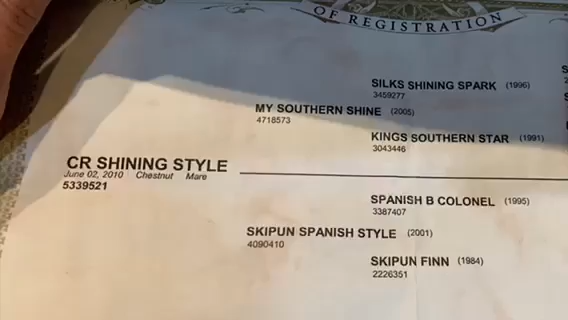 OF REGISTRATION
SILKS SHINING SPARK (1996)
3459277
MY SOUTHERN SHINE (2005)
4718573
KINGS SOUTHERN STAR (1991)
3043446
CR SHINING STYLE
June 02, 2010 Chestnut Mare
5339521
SPANISH B COLONEL (1995)
3387407
SKIPUN SPANISH STYLE (2001)
4090410
SKIPUN FINN (1984)
2226351